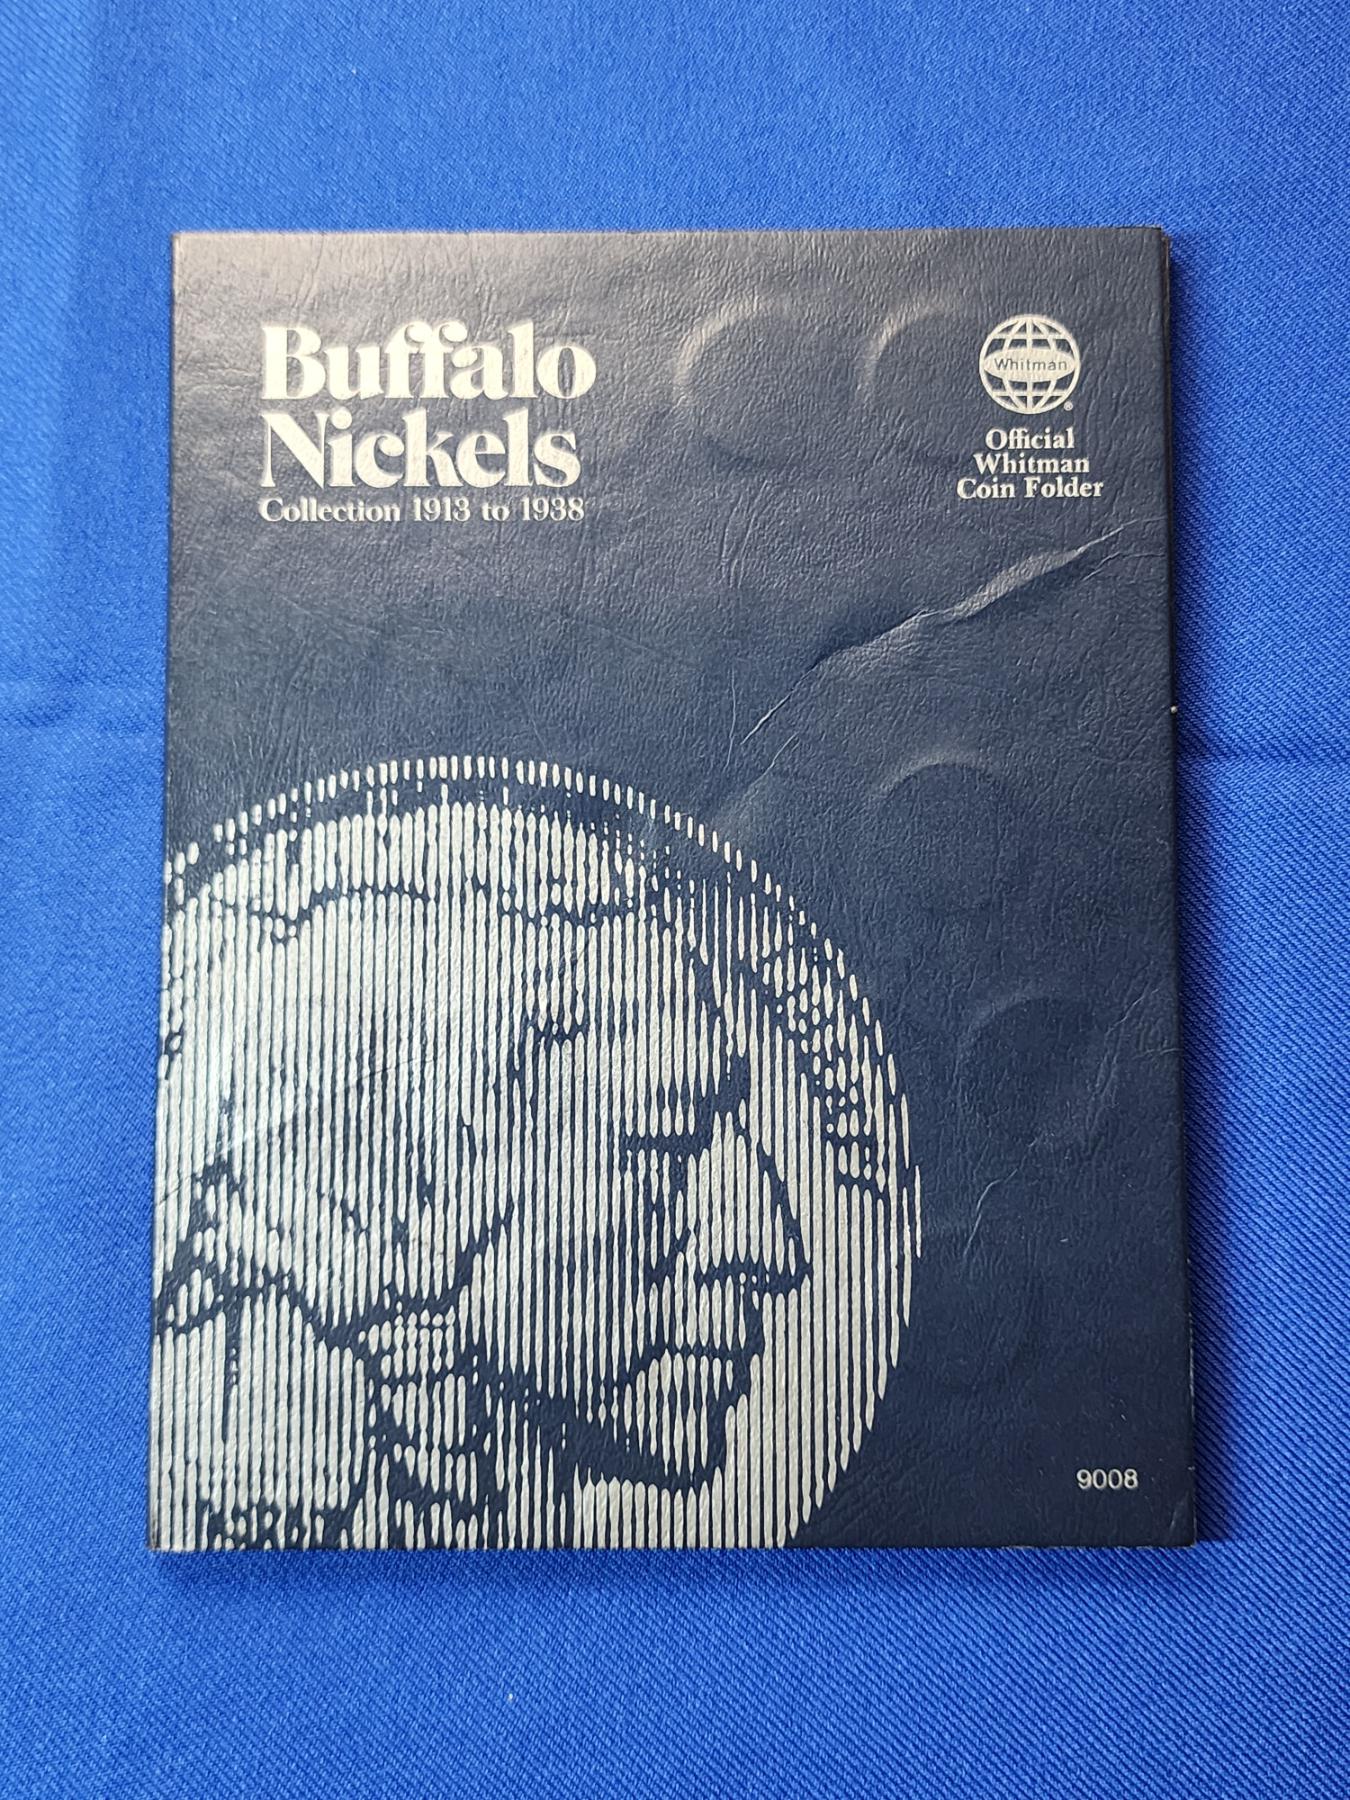 Buffalo
Nickels
Collection 1913 to 1938
Whitman
®
Official
Whitman
Coin Folder
9008